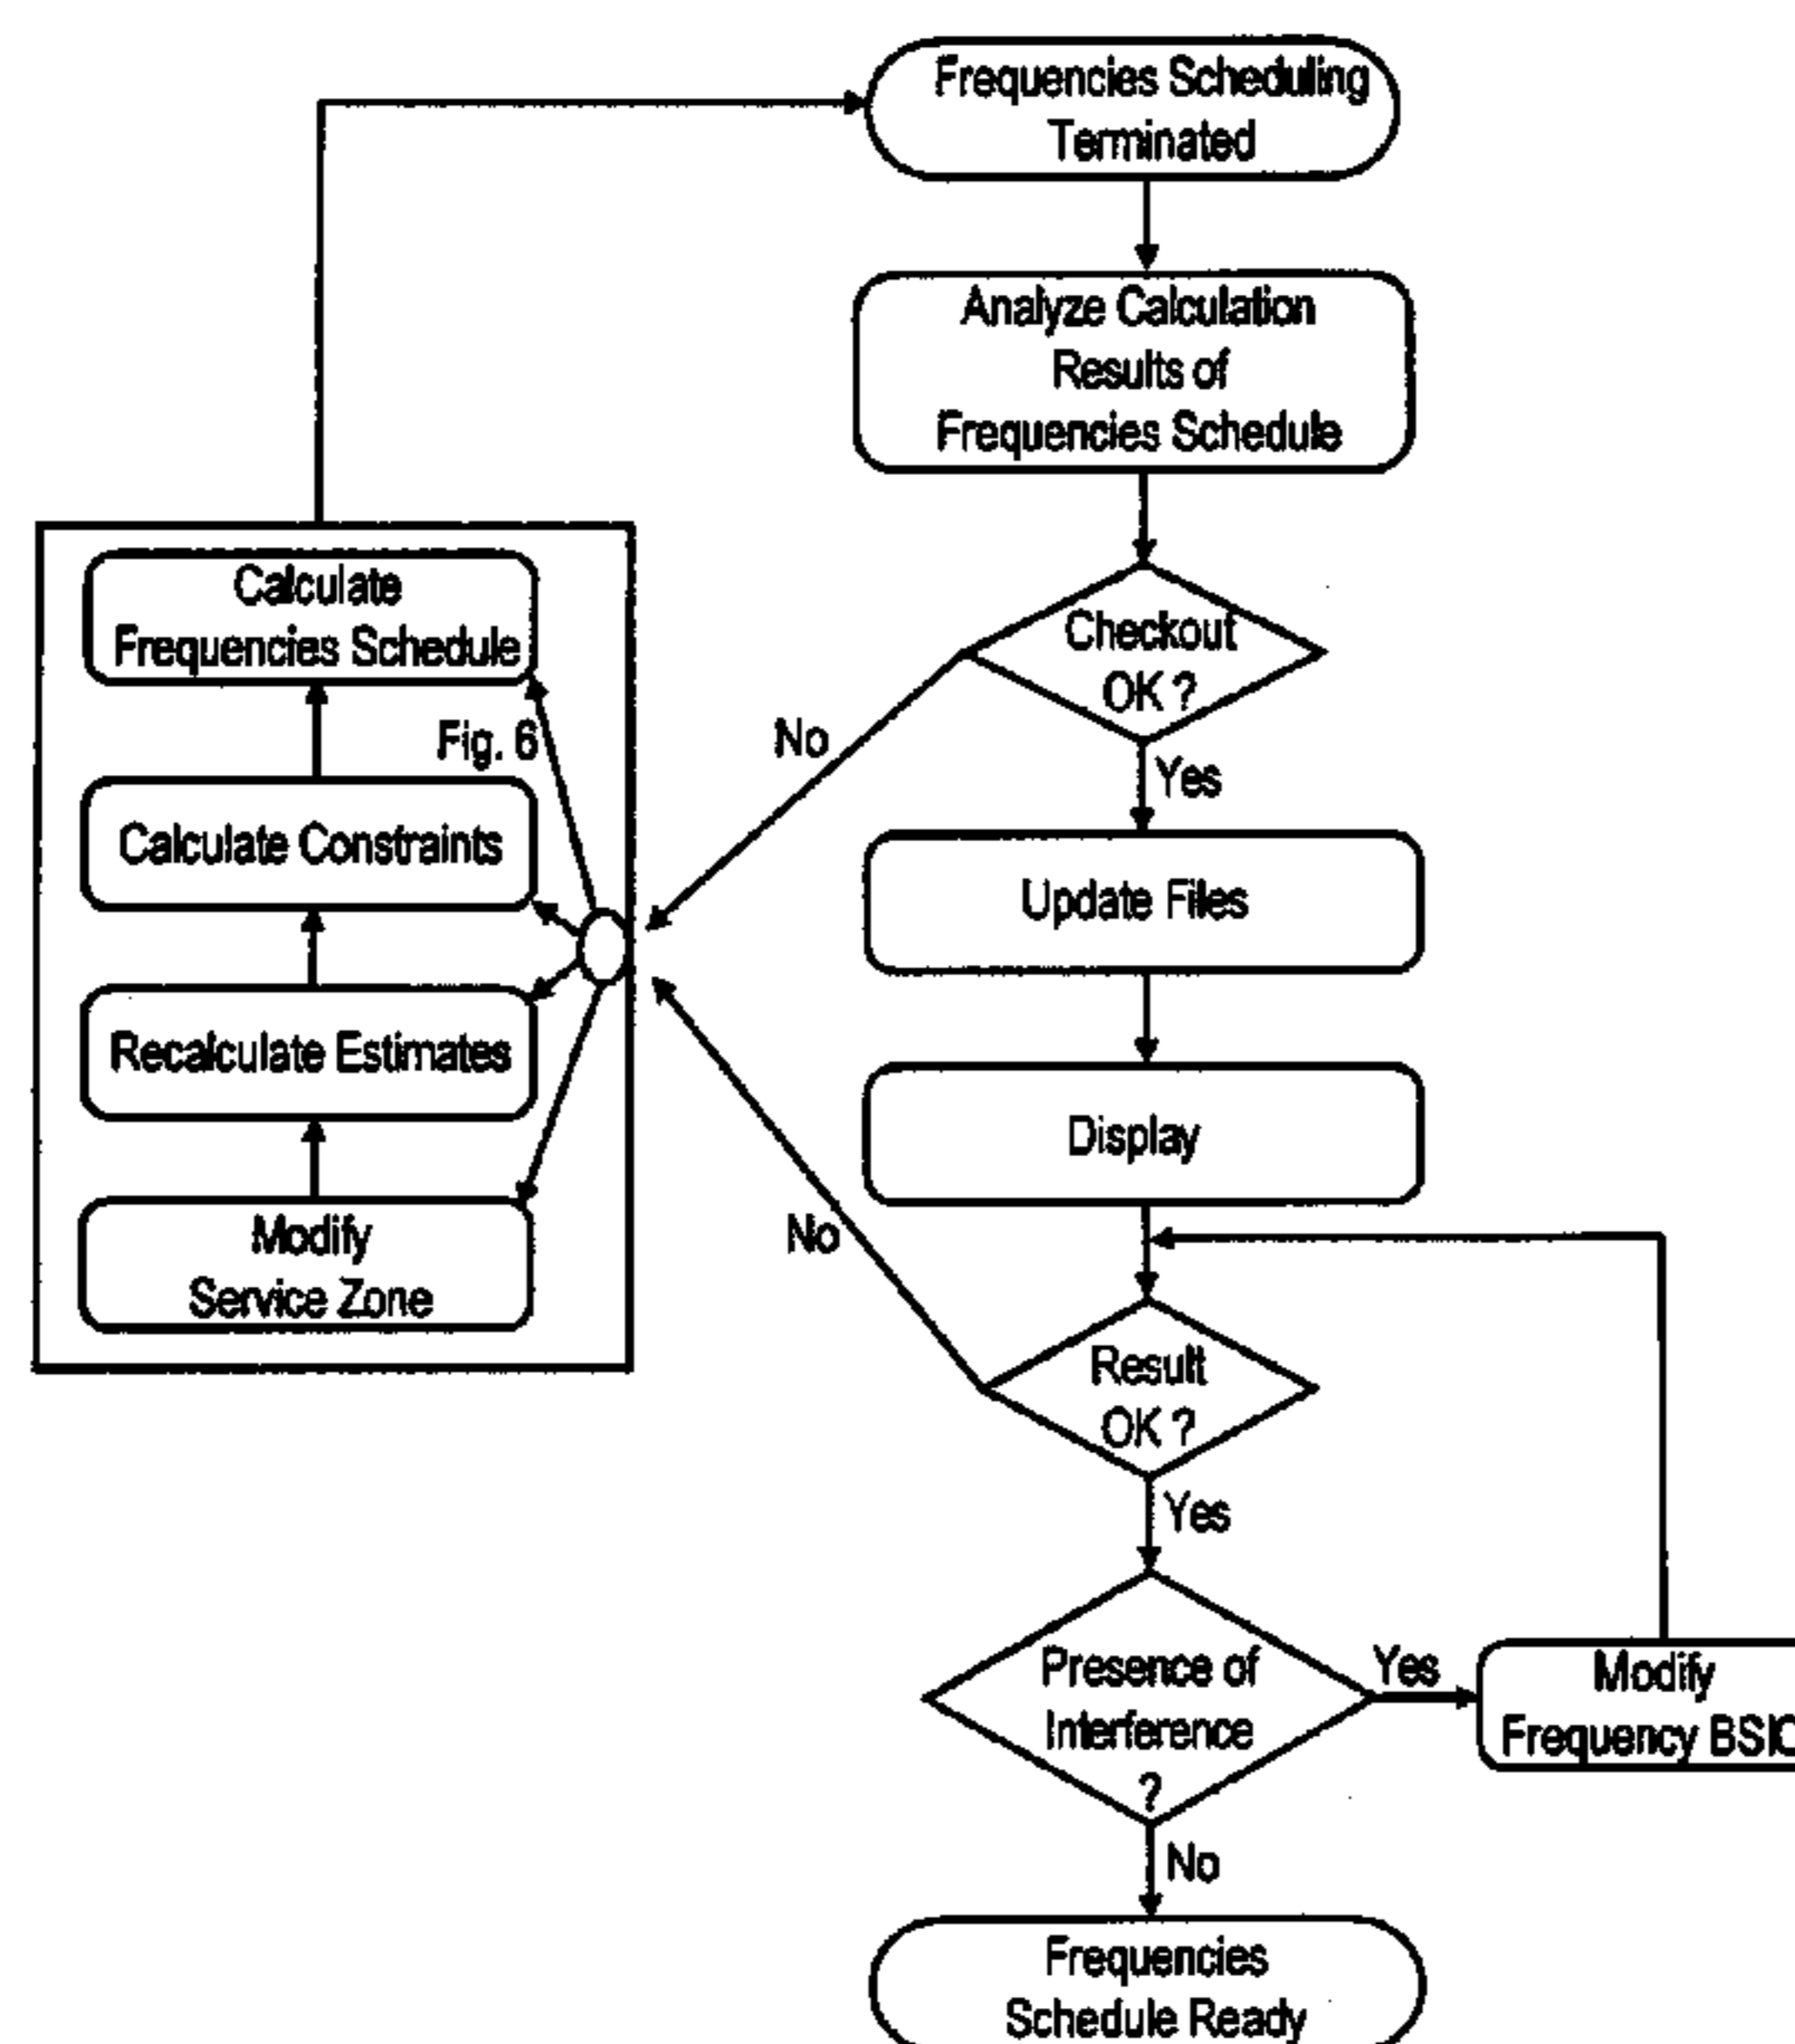 Frequencies Scheduling
Terminated
Analyze Calculation
Results of
Frequencies Schedule
Checkout
OK ?
No
Yes
Calculate
Frequencies Schedule
Fig. 6
Calculate Constraints
Recalculate Estimates
Modify
Service Zone
Update Files
Display
No
Result
OK ?
Yes
Presence of
Interference
?
Yes
Modify
Frequency BSIC
No
Frequencies
Schedule Ready